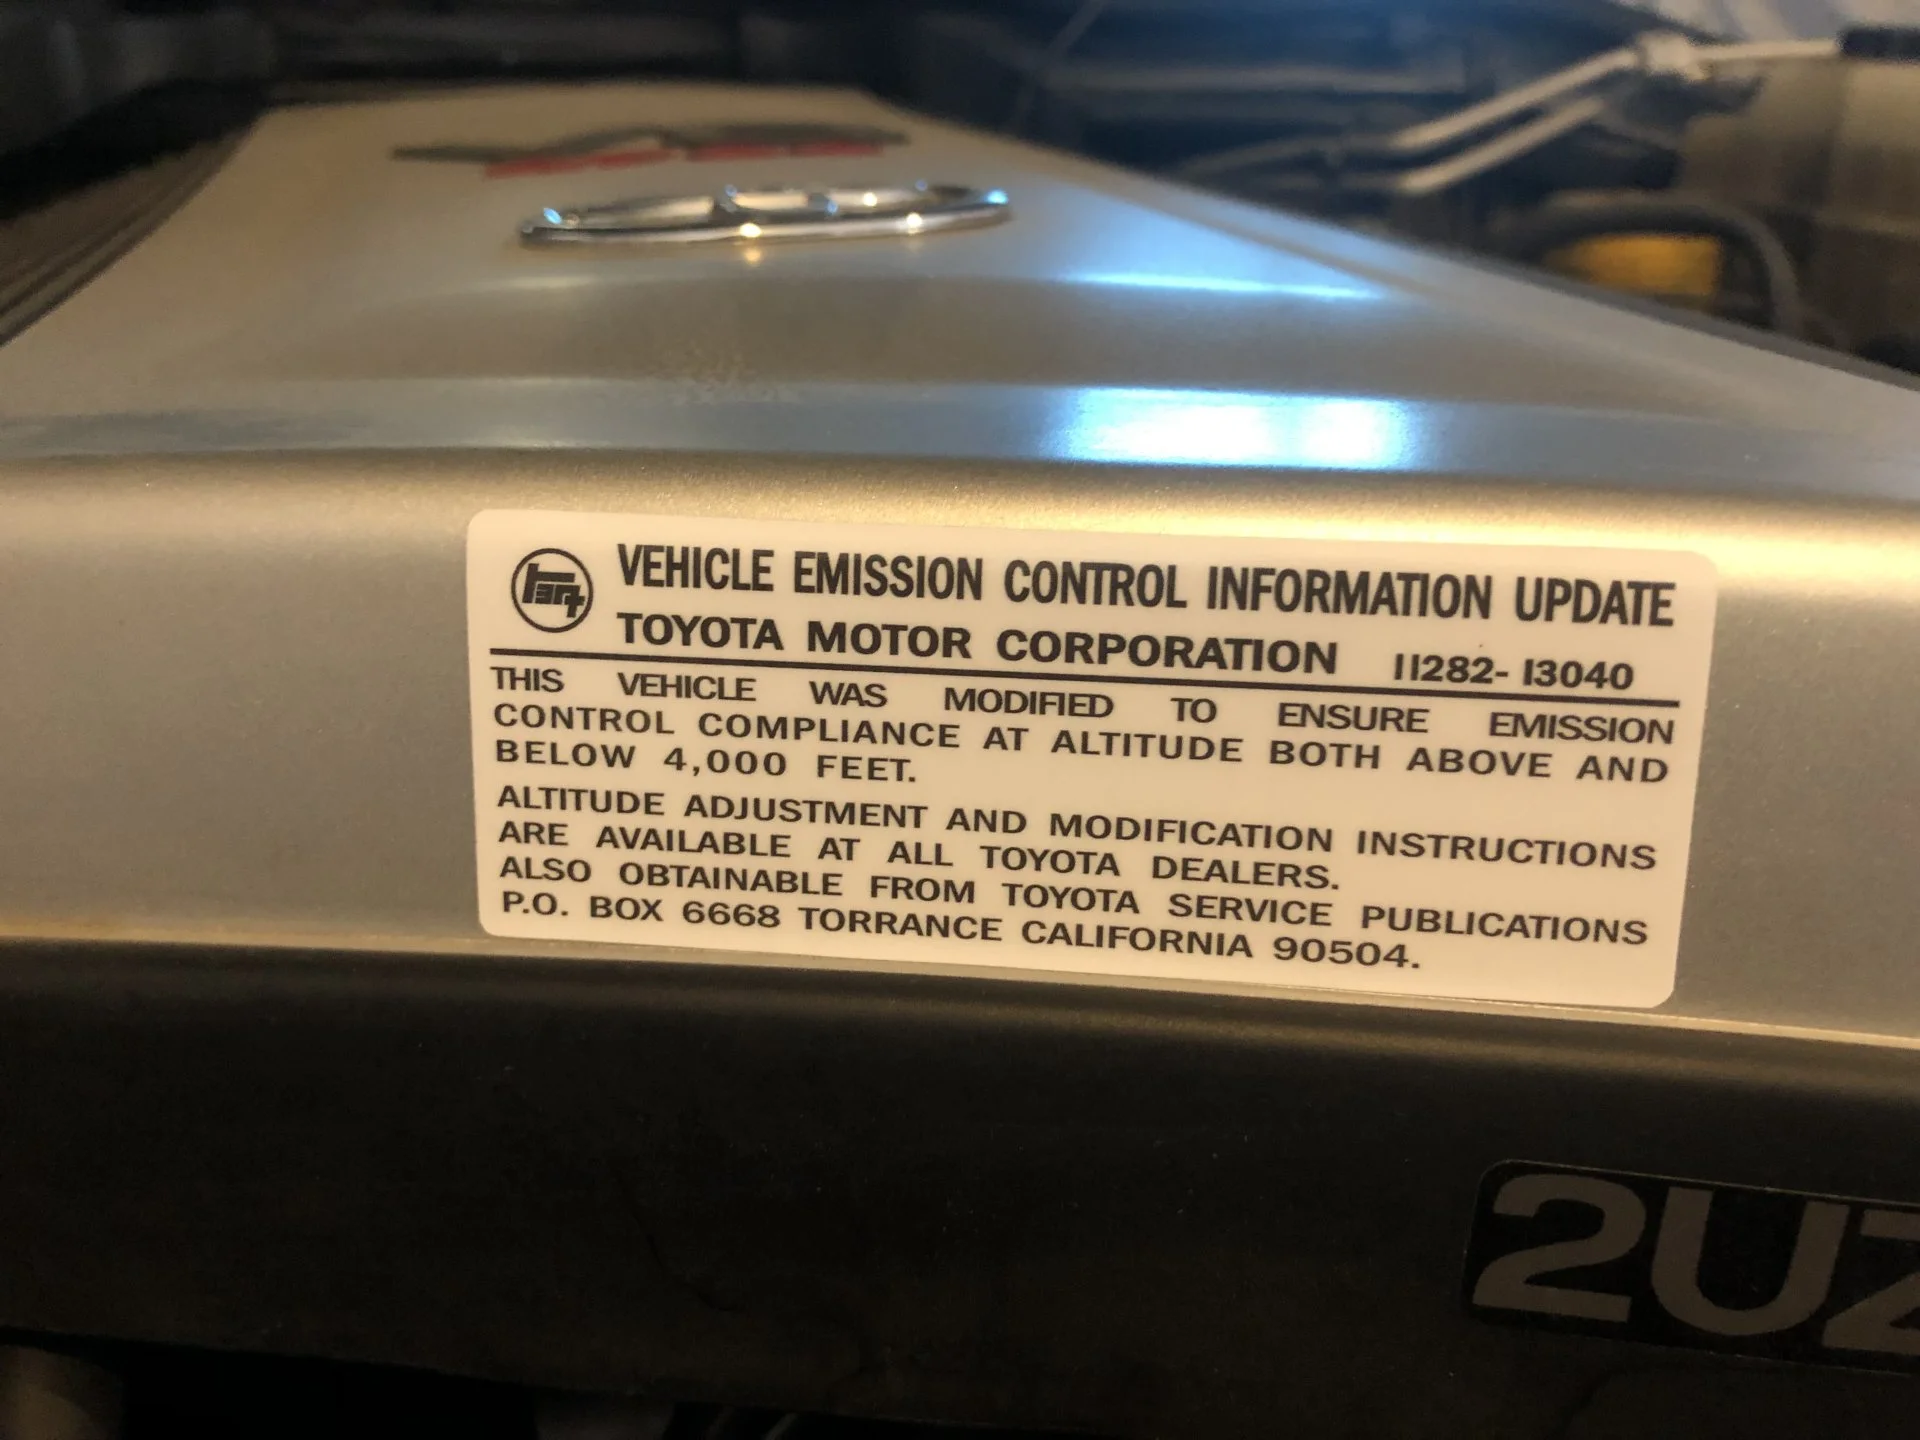 VEHICLE EMISSION CONTROL INFORMATION UPDATE
TOYOTA MOTOR CORPORATION 11282-13040
THIS VEHICLE WAS MODIFIED TO ENSURE EMISSION
CONTROL COMPLIANCE AT ALTITUDE BOTH ABOVE AND
BELOW 4,000 FEET.
ALTITUDE ADJUSTMENT AND MODIFICATION INSTRUCTIONS
ARE AVAILABLE AT ALL TOYOTA DEALERS.
ALSO OBTAINABLE FROM TOYOTA SERVICE PUBLICATIONS
P.O. BOX 6668 TORRANCE CALIFORNIA 90504.
2UZ